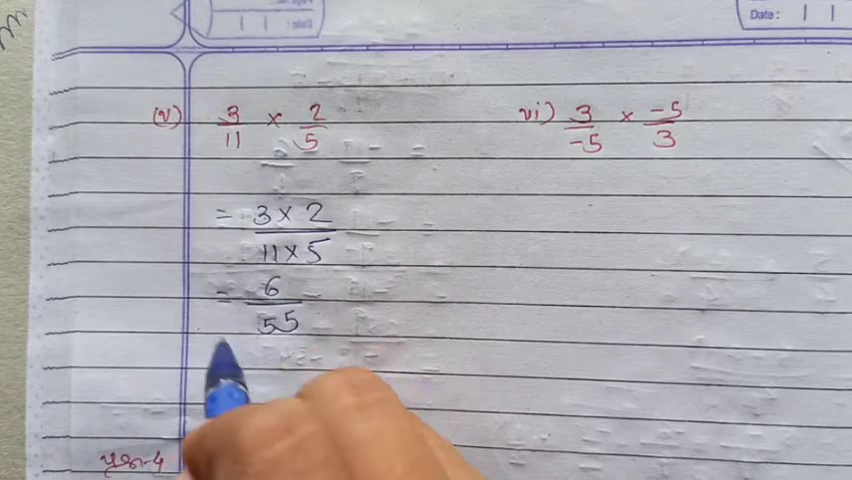 Date:
(v) 3/11 × 2/5
vi) 3/-5 × -5/3
= 3 × 2 / 11 × 5
= 6/55